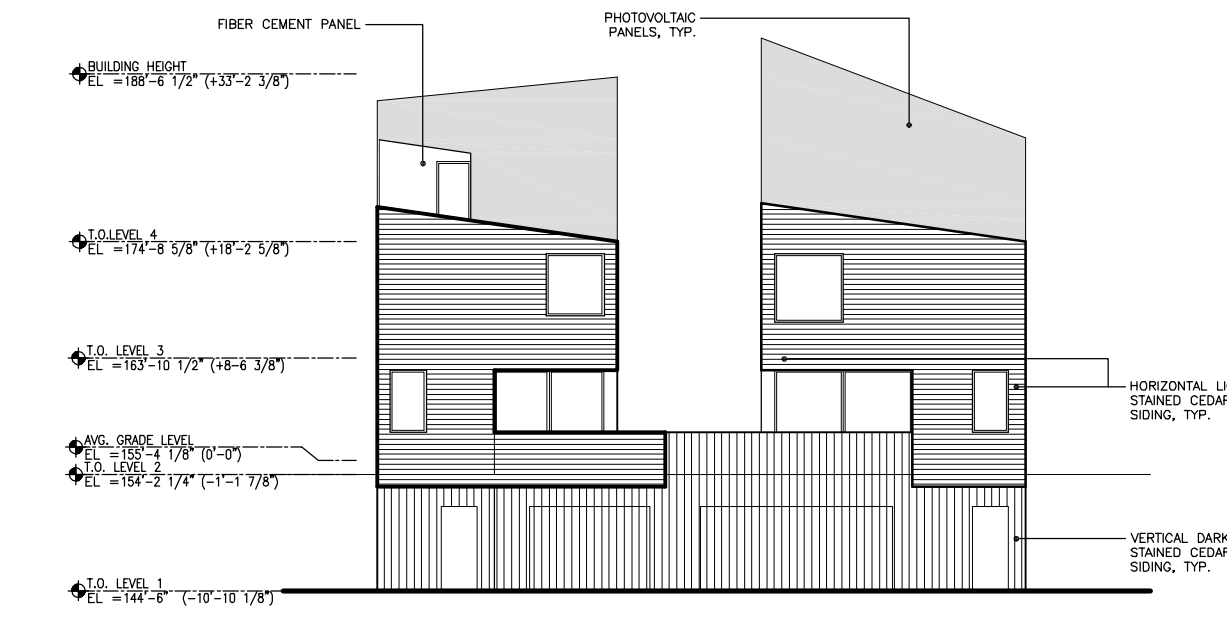 FIBER CEMENT PANEL
PHOTOVOLTAIC
PANELS, TYP.
BUILDING HEIGHT
EL =188'-6 1/2" (+33'-2 3/8")
T.O.LEVEL 4
EL =174'-8 5/8" (+18'-2 5/8")
T.O. LEVEL 3
EL =163'-10 1/2" (+8-6 3/8")
HORIZONTAL LI
STAINED CEDAR
SIDING, TYP.
AVG. GRADE LEVEL
EL =155'-4 1/8" (0'-0")
T.O. LEVEL 2
EL =154'-2 1/4" (-1'-1 7/8")
VERTICAL DARK
STAINED CEDAR
SIDING, TYP.
T.O. LEVEL 1
EL =144'-6" (-10'-10 1/8")